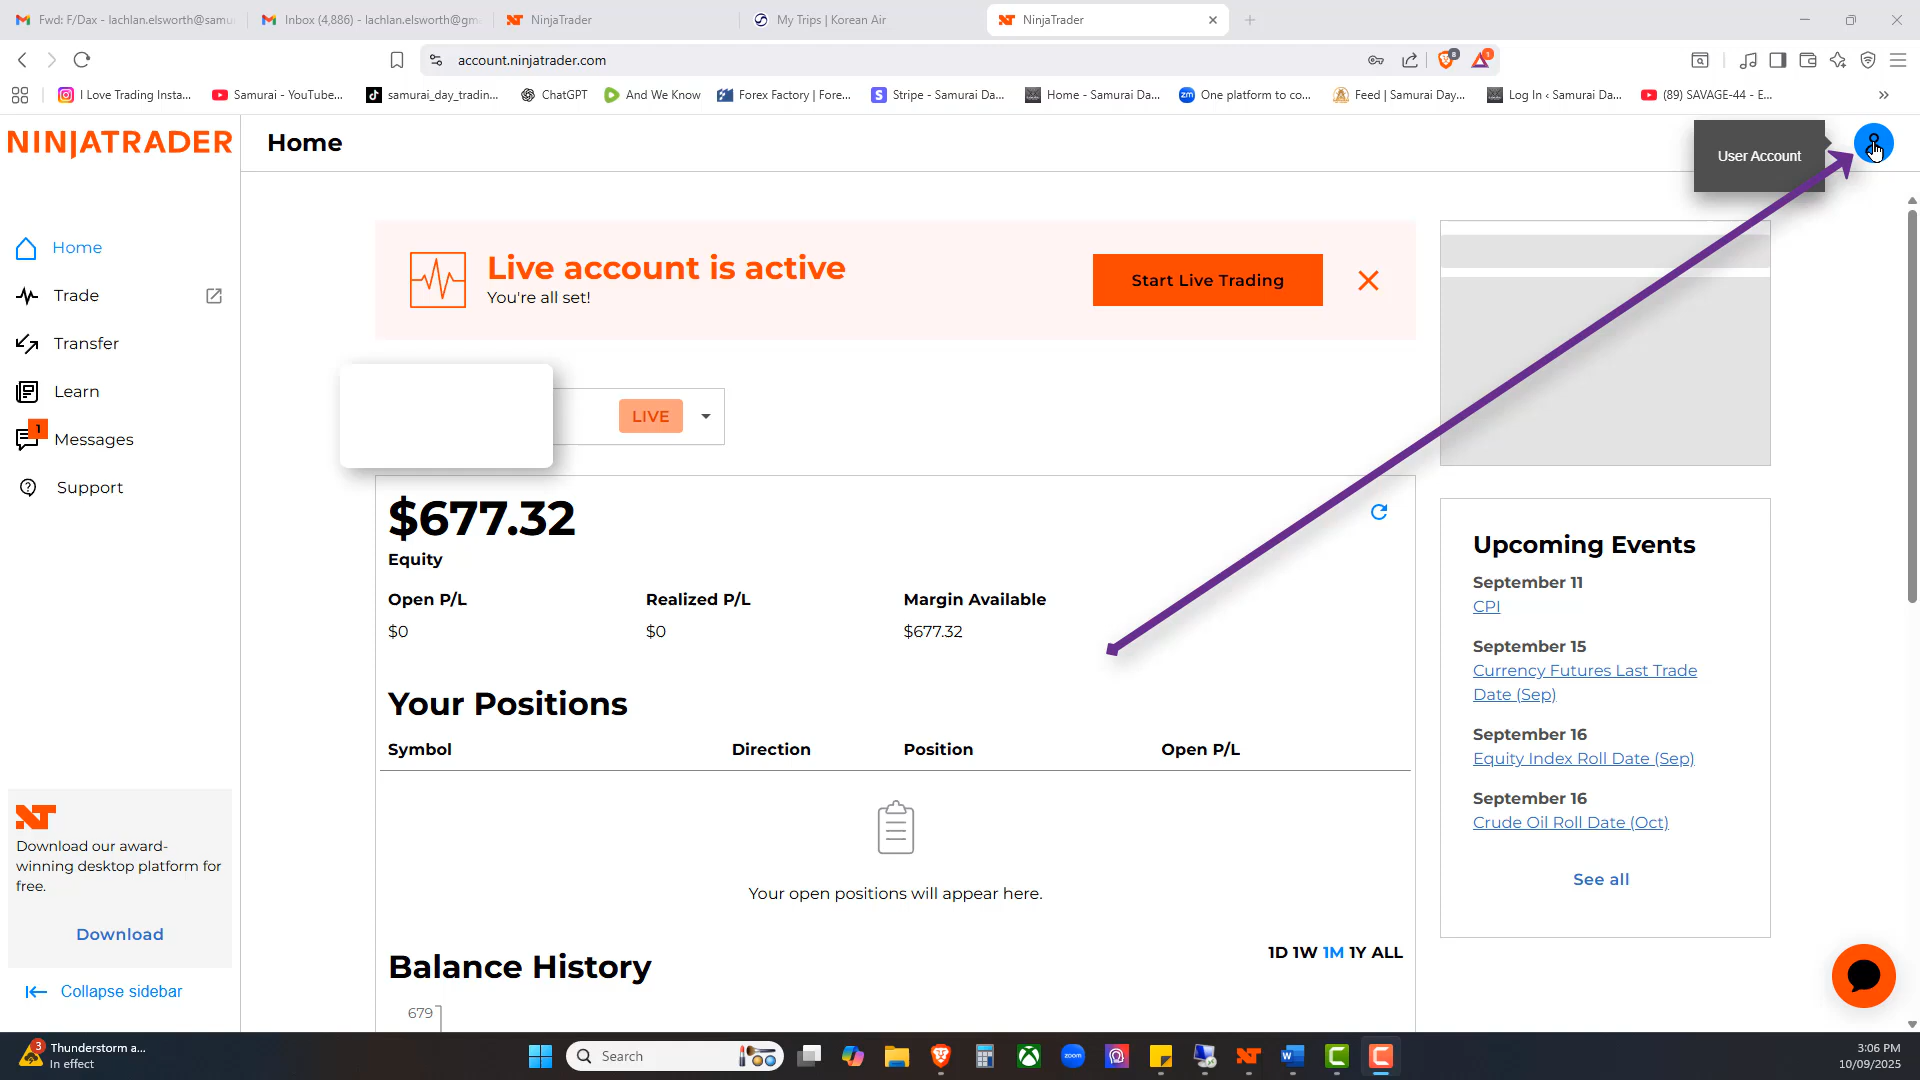 Fwd: F/Dax - lachlan.elsworth@samu
Inbox (4,886) - lachlan.elsworth@gm
NinjaTrader
My Trips | Korean Air
NinjaTrader
account.ninjatrader.com
8
1
I Love Trading Insta...
Samurai - YouTube...
samurai_day_tradin...
ChatGPT
And We Know
Forex Factory | Fore...
Stripe - Samurai Da...
Home - Samurai Da...
One platform to co...
Feed | Samurai Day...
Log In ‹ Samurai Da...
(89) SAVAGE-44 - E...
NINJATRADER
Home
User Account
Home
Trade
Transfer
Learn
1
Messages
Support
Live account is active
You're all set!
Start Live Trading
LIVE
$677.32
Equity
Open P/L
Realized P/L
Margin Available
$0
$0
$677.32
Your Positions
Symbol
Direction
Position
Open P/L
Your open positions will appear here.
Balance History
1D 1W 1M 1Y ALL
679
Upcoming Events
September 11
CPI
September 15
Currency Futures Last Trade
Date (Sep)
September 16
Equity Index Roll Date (Sep)
September 16
Crude Oil Roll Date (Oct)
See all
Download our award-
winning desktop platform for
free.
Download
Collapse sidebar
3
Thunderstorm a...
In effect
Search
zoom
3:06 PM
10/09/2025